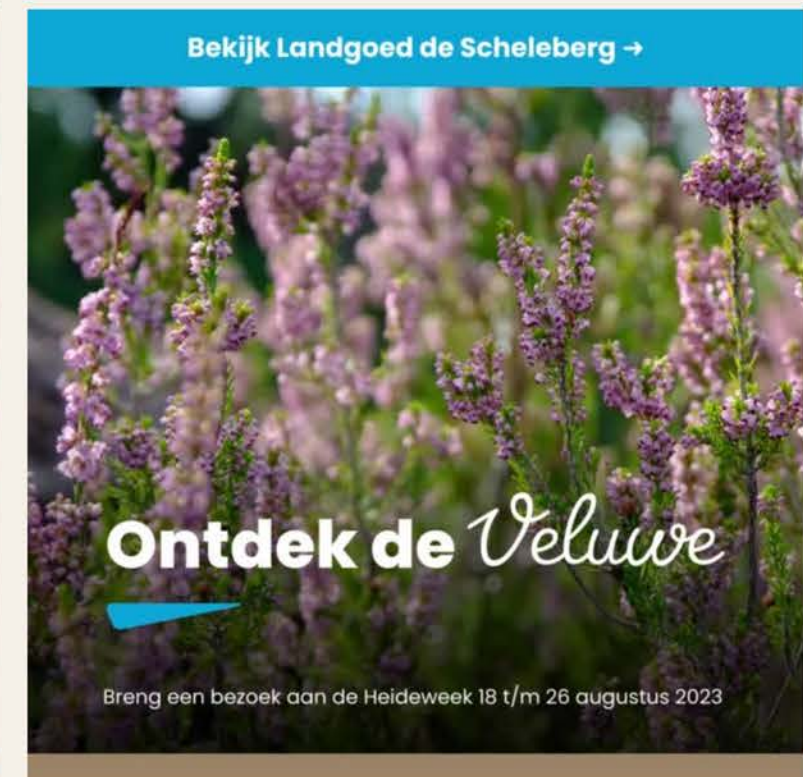 Bekijk Landgoed de Scheleberg →
Ontdek de Veluwe
Breng een bezoek aan de Heideweek 18 t/m 26 augustus 2023